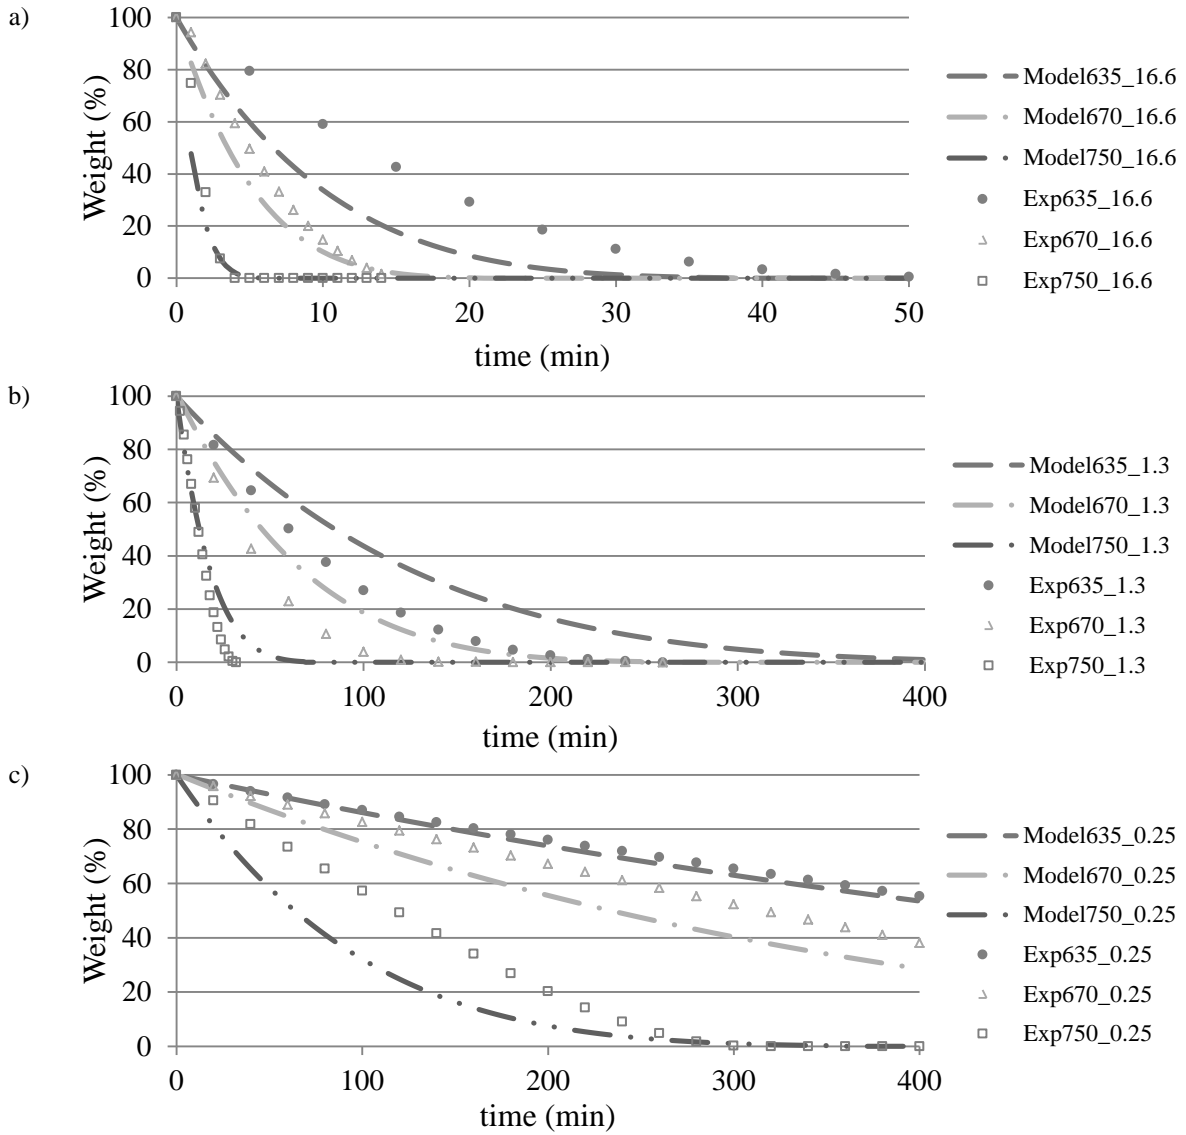 a)
100
80
60
40
20
0
Weight (%)
0 10 20 30 40 50
time (min)
Model635_16.6
Model670_16.6
Model750_16.6
Exp635_16.6
Exp670_16.6
Exp750_16.6
b)
100
80
60
40
20
0
Weight (%)
0 100 200 300 400
time (min)
Model635_1.3
Model670_1.3
Model750_1.3
Exp635_1.3
Exp670_1.3
Exp750_1.3
c)
100
80
60
40
20
0
Weight (%)
0 100 200 300 400
time (min)
Model635_0.25
Model670_0.25
Model750_0.25
Exp635_0.25
Exp670_0.25
Exp750_0.25